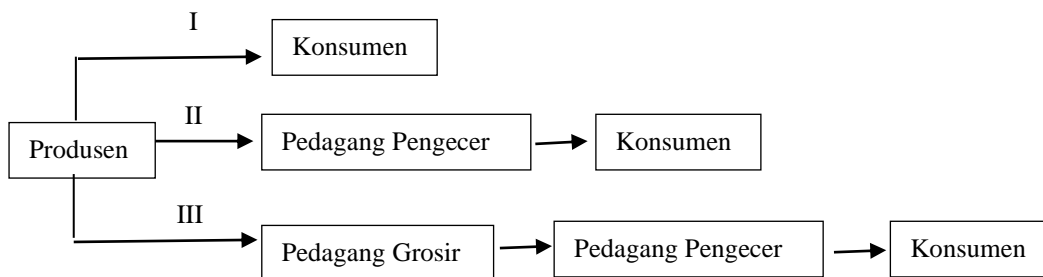 I
Konsumen
II
Produsen
Pedagang Pengecer
Konsumen
III
Pedagang Grosir
Pedagang Pengecer
Konsumen